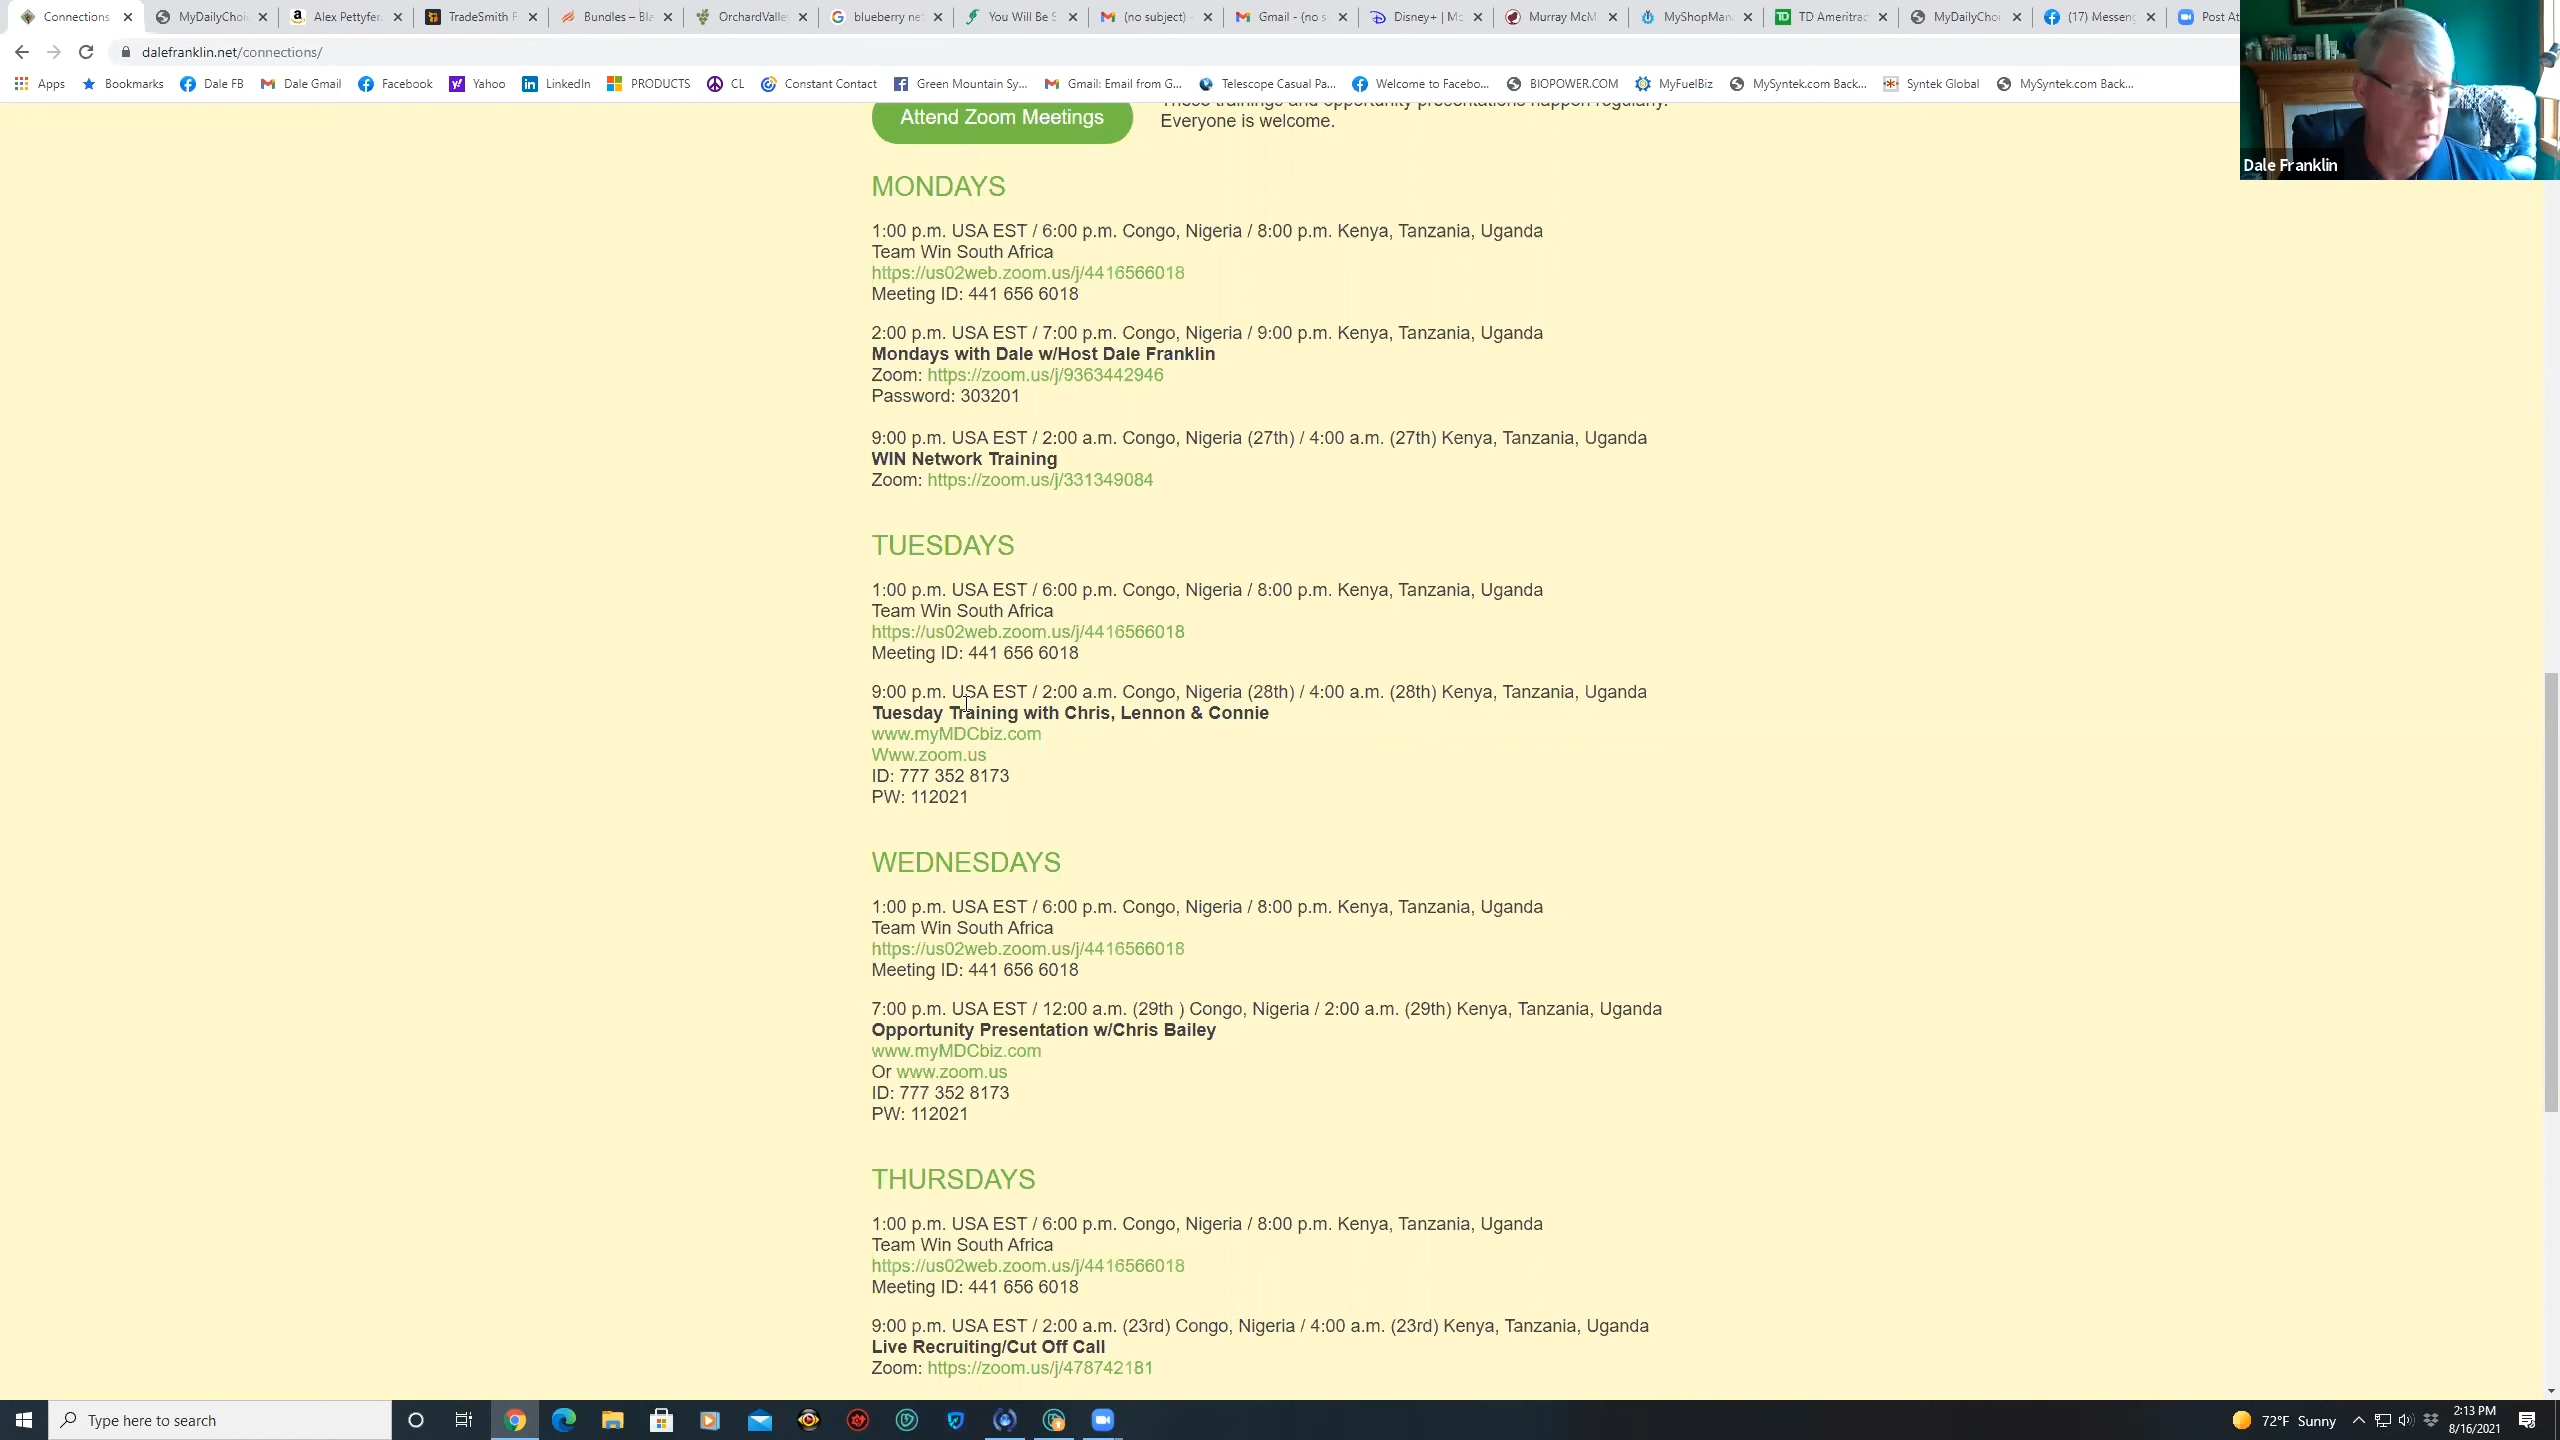 Connections
MyDailyChoi
Alex Pettyfer
TradeSmith F
Bundles – Bla
OrchardValle
blueberry ne
You Will Be S
(no subject) -
Gmail - (no s
Disney+ | Mc
Murray McM
MyShopMan
TD Ameritrad
MyDailyChoi
(17) Messeng
Post At
dalefranklin.net/connections/
Apps
Bookmarks
Dale FB
Dale Gmail
Facebook
Yahoo
LinkedIn
PRODUCTS
CL
Constant Contact
Green Mountain Sy...
Gmail: Email from G...
Telescope Casual Pa...
Welcome to Facebo...
BIOPOWER.COM
MyFuelBiz
MySyntek.com Back...
Syntek Global
MySyntek.com Back...
Dale Franklin
Attend Zoom Meetings
These trainings and opportunity presentations happen regularly.
Everyone is welcome.
MONDAYS
1:00 p.m. USA EST / 6:00 p.m. Congo, Nigeria / 8:00 p.m. Kenya, Tanzania, Uganda
Team Win South Africa
https://us02web.zoom.us/j/4416566018
Meeting ID: 441 656 6018
2:00 p.m. USA EST / 7:00 p.m. Congo, Nigeria / 9:00 p.m. Kenya, Tanzania, Uganda
Mondays with Dale w/Host Dale Franklin
Zoom: https://zoom.us/j/9363442946
Password: 303201
9:00 p.m. USA EST / 2:00 a.m. Congo, Nigeria (27th) / 4:00 a.m. (27th) Kenya, Tanzania, Uganda
WIN Network Training
Zoom: https://zoom.us/j/331349084
TUESDAYS
1:00 p.m. USA EST / 6:00 p.m. Congo, Nigeria / 8:00 p.m. Kenya, Tanzania, Uganda
Team Win South Africa
https://us02web.zoom.us/j/4416566018
Meeting ID: 441 656 6018
9:00 p.m. USA EST / 2:00 a.m. Congo, Nigeria (28th) / 4:00 a.m. (28th) Kenya, Tanzania, Uganda
Tuesday Training with Chris, Lennon & Connie
www.myMDCbiz.com
Www.zoom.us
ID: 777 352 8173
PW: 112021
WEDNESDAYS
1:00 p.m. USA EST / 6:00 p.m. Congo, Nigeria / 8:00 p.m. Kenya, Tanzania, Uganda
Team Win South Africa
https://us02web.zoom.us/j/4416566018
Meeting ID: 441 656 6018
7:00 p.m. USA EST / 12:00 a.m. (29th ) Congo, Nigeria / 2:00 a.m. (29th) Kenya, Tanzania, Uganda
Opportunity Presentation w/Chris Bailey
www.myMDCbiz.com
Or www.zoom.us
ID: 777 352 8173
PW: 112021
THURSDAYS
1:00 p.m. USA EST / 6:00 p.m. Congo, Nigeria / 8:00 p.m. Kenya, Tanzania, Uganda
Team Win South Africa
https://us02web.zoom.us/j/4416566018
Meeting ID: 441 656 6018
9:00 p.m. USA EST / 2:00 a.m. (23rd) Congo, Nigeria / 4:00 a.m. (23rd) Kenya, Tanzania, Uganda
Live Recruiting/Cut Off Call
Zoom: https://zoom.us/j/478742181
Type here to search
72°F Sunny
2:13 PM
8/16/2021